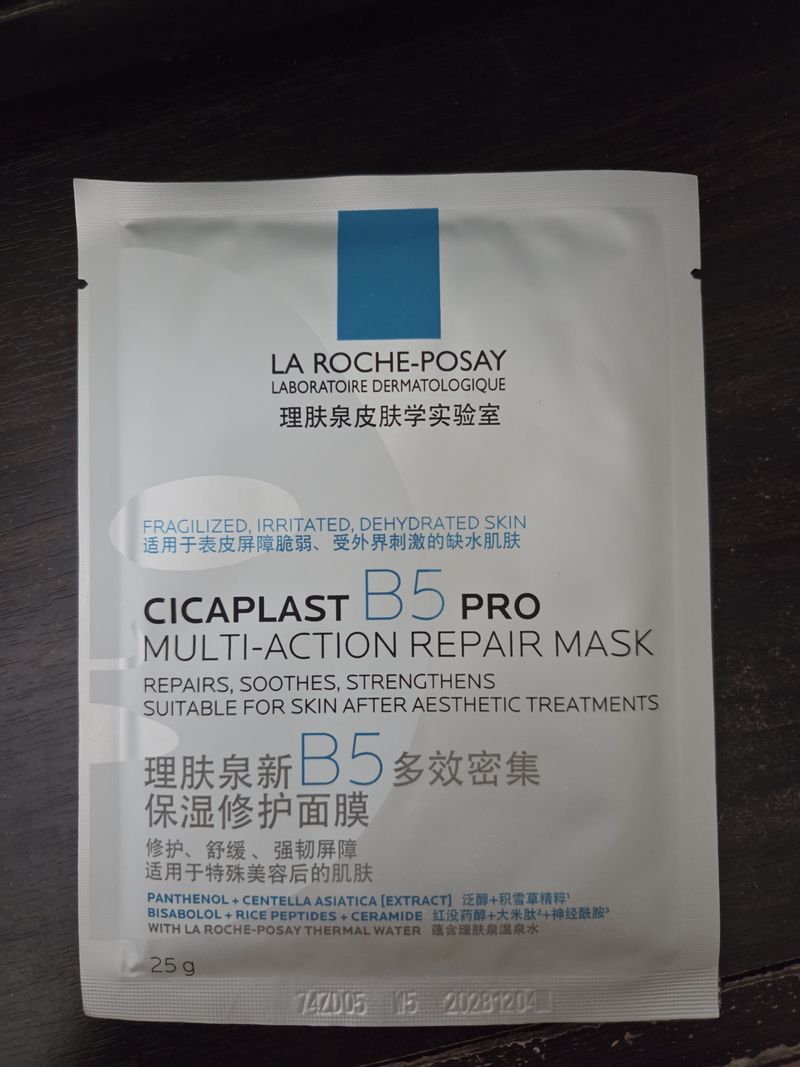 LA ROCHE-POSAY
LABORATOIRE DERMATOLOGIQUE
理肤泉皮肤学实验室
FRAGILIZED, IRRITATED, DEHYDRATED SKIN
适用于表皮屏障脆弱、受外界刺激的缺水肌肤
CICAPLAST B5 PRO
MULTI-ACTION REPAIR MASK
REPAIRS, SOOTHES, STRENGTHENS
SUITABLE FOR SKIN AFTER AESTHETIC TREATMENTS
理肤泉新B5多效密集
保湿修护面膜
修护、舒缓、强韧屏障
适用于特殊美容后的肌肤
PANTHENOL + CENTELLA ASIATICA [EXTRACT] 泛醇+积雪草精粹¹
BISABOLOL + RICE PEPTIDES + CERAMIDE 红没药醇+大米肽²+神经酰胺³
WITH LA ROCHE-POSAY THERMAL WATER 蕴含理肤泉温泉水
25 g
74ZD05 15 20281204